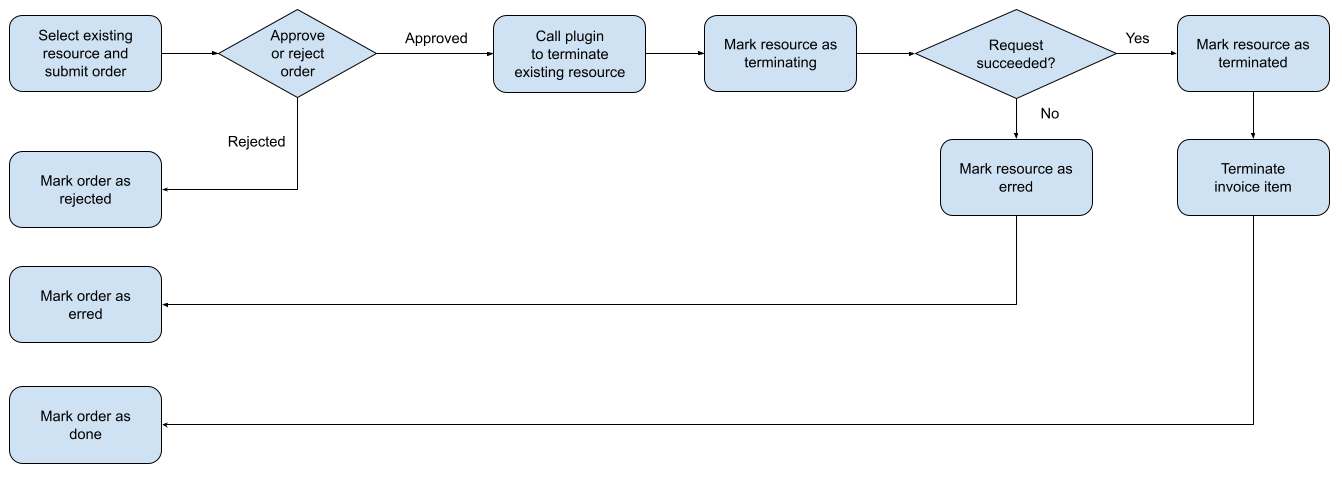 Select existing
resource and
submit order
Approve
or reject
order
Approved
Call plugin
to terminate
existing resource
Mark resource as
terminating
Request
succeeded?
Yes
Mark resource as
terminated
No
Rejected
Mark order as
rejected
Mark resource as
erred
Terminate
invoice item
Mark order as
erred
Mark order as
done